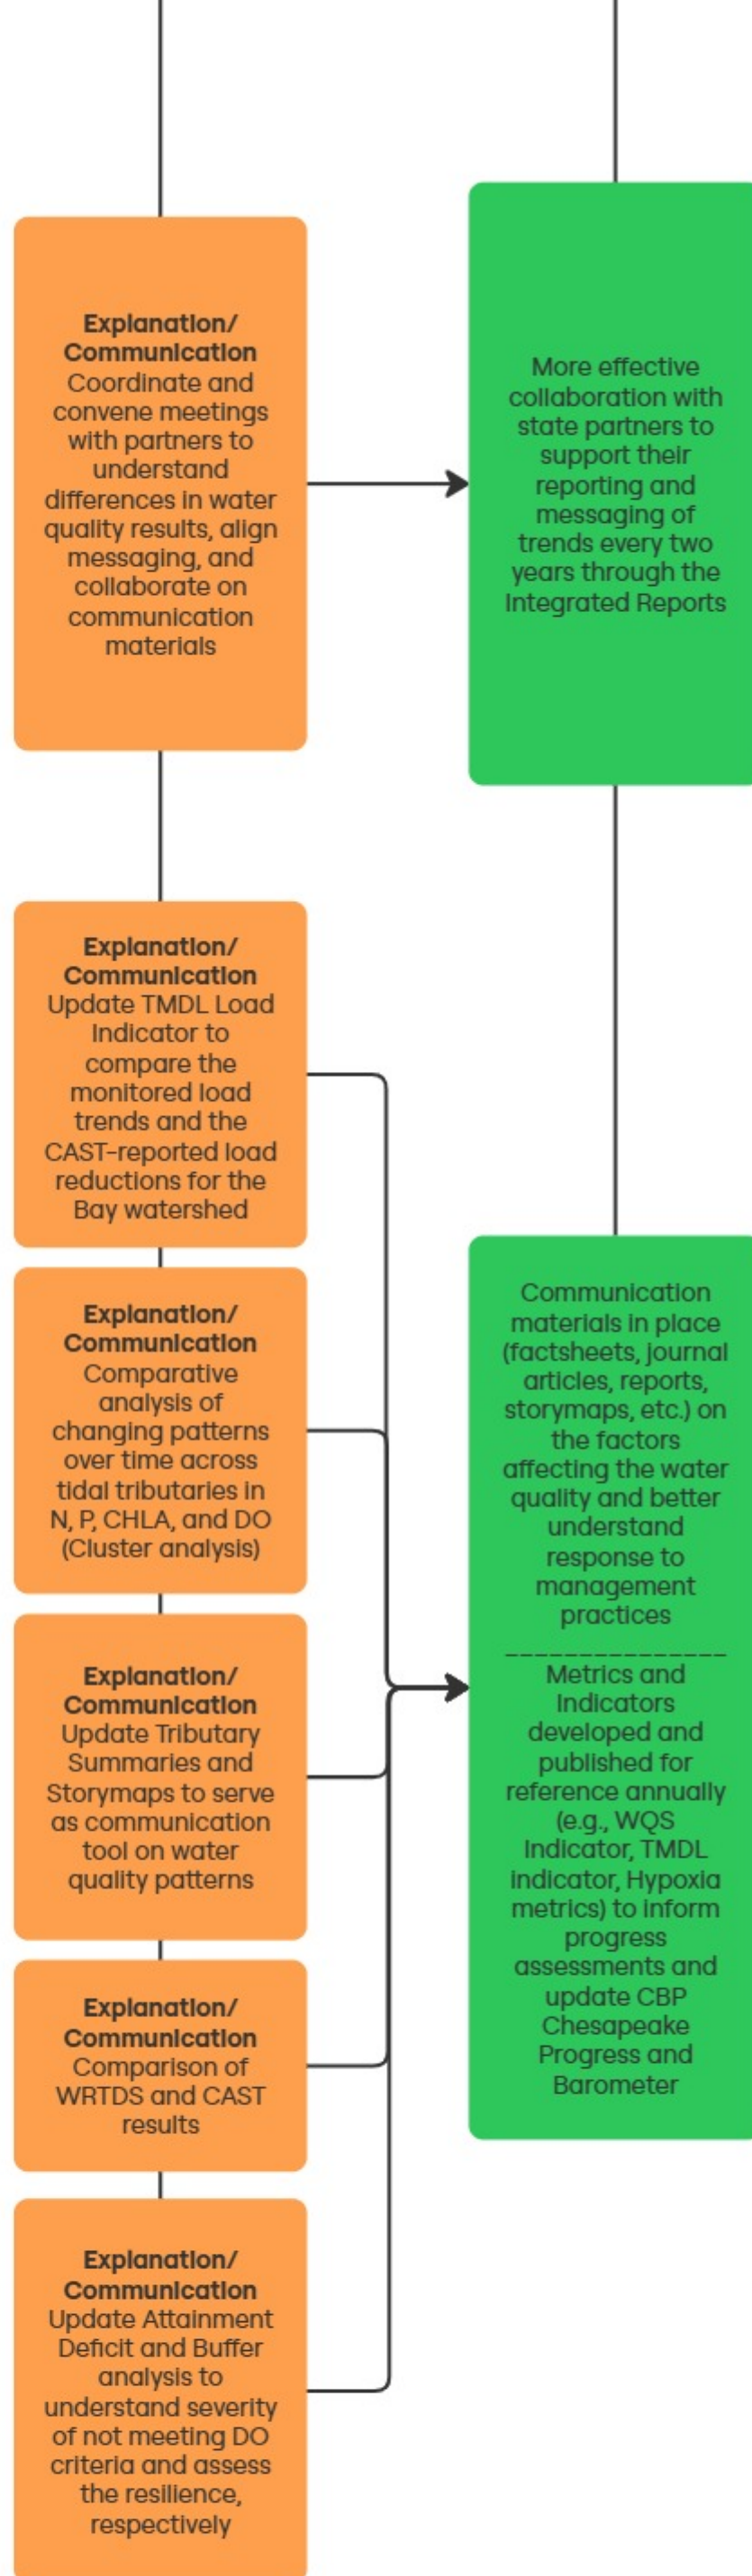 Explanation/
Communication
Coordinate and
convene meetings
with partners to
understand
differences in water
quality results, align
messaging, and
collaborate on
communication
materials
More effective
collaboration with
state partners to
support their
reporting and
messaging of
trends every two
years through the
Integrated Reports
Explanation/
Communication
Update TMDL Load
Indicator to
compare the
monitored load
trends and the
CAST-reported load
reductions for the
Bay watershed
Explanation/
Communication
Comparative
analysis of
changing patterns
over time across
tidal tributaries in
N, P, CHLA, and DO
(Cluster analysis)
Explanation/
Communication
Update Tributary
Summaries and
Storymaps to serve
as communication
tool on water
quality patterns
Explanation/
Communication
Comparison of
WRTDS and CAST
results
Explanation/
Communication
Update Attainment
Deficit and Buffer
analysis to
understand severity
of not meeting DO
criteria and assess
the resilience,
respectively
Communication
materials in place
(factsheets, journal
articles, reports,
storymaps, etc.) on
the factors
affecting the water
quality and better
understand
response to
management
practices
_______________
Metrics and
Indicators
developed and
published for
reference annually
(e.g., WQS
Indicator, TMDL
indicator, Hypoxia
metrics) to inform
progress
assessments and
update CBP
Chesapeake
Progress and
Barometer